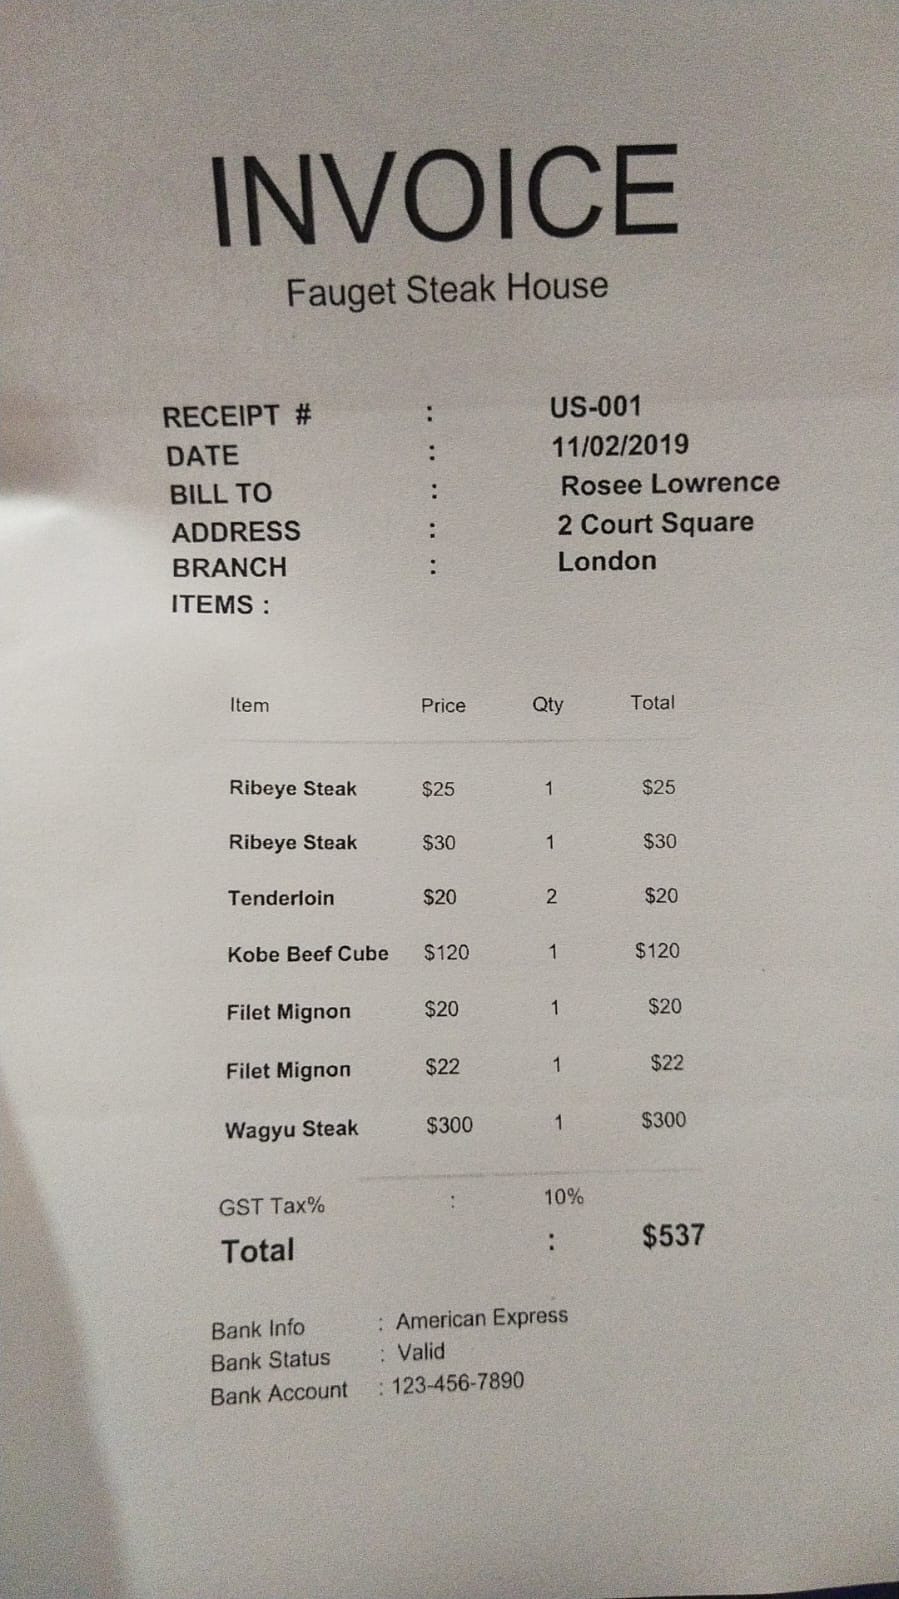 INVOICE
Fauget Steak House
RECEIPT # : US-001
DATE : 11/02/2019
BILL TO : Rosee Lowrence
ADDRESS : 2 Court Square
BRANCH : London
ITEMS :
Item Price Qty Total
Ribeye Steak $25 1 $25
Ribeye Steak $30 1 $30
Tenderloin $20 2 $20
Kobe Beef Cube $120 1 $120
Filet Mignon $20 1 $20
Filet Mignon $22 1 $22
Wagyu Steak $300 1 $300
GST Tax% : 10%
Total : $537
Bank Info : American Express
Bank Status : Valid
Bank Account : 123-456-7890